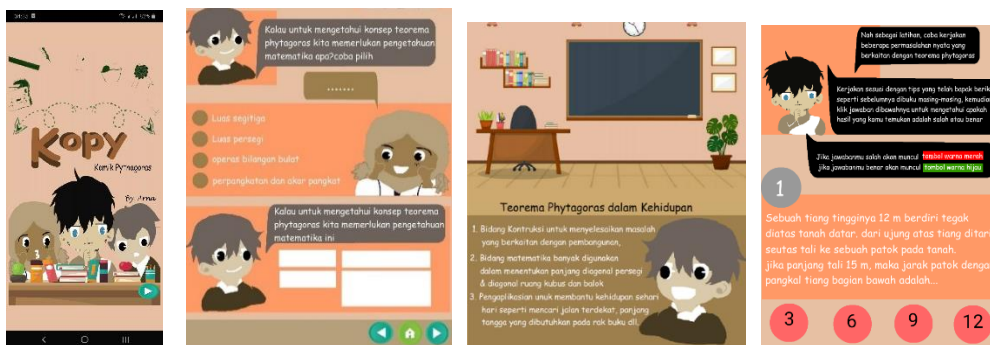 Kopy
Komik Pythagoras
By: Arna
Kalau untuk mengetahui konsep teorema
phytagoras kita memerlukan pengetahuan
matematika apa?coba pilih
.......
Luas segitiga
Luas persegi
operas bilangan bulat
perpangkatan dan akar pangkat
Kalau untuk mengetahui konsep teorema
phytagoras kita memerlukan pengetahuan
matematika ini
Teorema Phytagoras dalam Kehidupan
1. Bidang Kontruksi untuk menyelesaikan masalah
yang berkaitan dengan pembangunan,
2. Bidang matematika banyak digunakan
dalam menentukan panjang diagonal persegi
& diagonal ruang kubus dan balok
3. Pengaplikasian unuk membantu kehidupan sehari
hari seperti mencari jalan terdekat, panjang
tangga yang dibutuhkan pada rak buku dll.
Nah sebagai latihan, coba kerjakan
beberapa permasalahan nyata yang
berkaitan dengan teorema phytagoras
Kerjakan sesuai dengan tips yang telah bapak berik
seperti sebelumnya dibuku masing-masing, kemudia
klik jawaban dibawahnya untuk mengetahui apakah
hasil yang kamu temukan adalah salah atau benar
Jika jawabanmu salah akan muncul tombol warna merah
jika jawabanmu benar akan muncul tombol warna hijau
1
Sebuah tiang tingginya 12 m berdiri tegak
diatas tanah datar. dari ujung atas tiang ditar
seutas tali ke sebuah patok pada tanah.
jika panjang tali 15 m, maka jarak patok denga
pangkal tiang bagian bawah adalah...
3 6 9 12